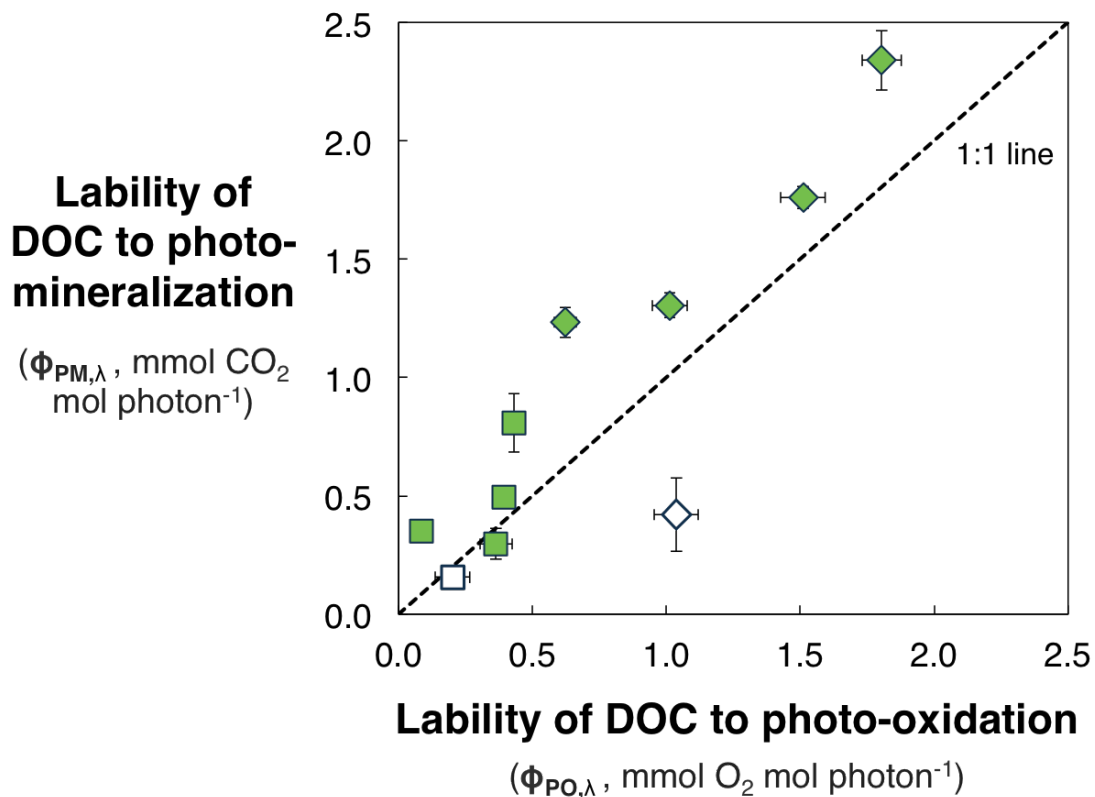 Lability of
DOC to photo-
mineralization
(ϕPM,λ , mmol CO₂
mol photon⁻¹)
2.5
2.0
1.5
1.0
0.5
0.0
1:1 line
0.0 0.5 1.0 1.5 2.0 2.5
Lability of DOC to photo-oxidation
(ϕPO,λ , mmol O₂ mol photon⁻¹)